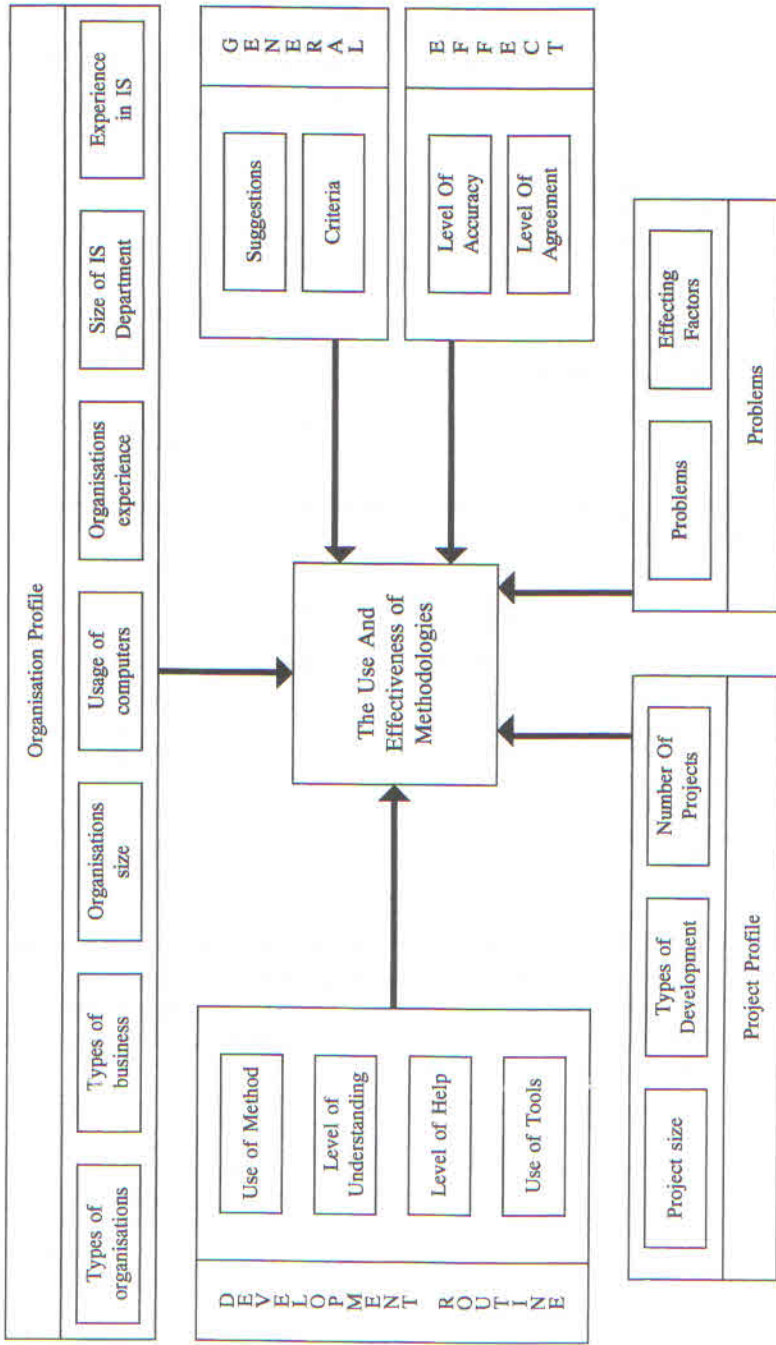 Organisation Profile
Types of
organisations
Types of
business
Organisations
size
Usage of
computers
Organisations
experience
Size of IS
Department
Experience
in IS
DEVELOPMENT ROUTINE
Use of Method
Level of
Understanding
Level of Help
Use of Tools
The Use And
Effectiveness of
Methodologies
Suggestions
Criteria
GENERAL
Level Of
Accuracy
Level Of
Agreement
EFFECT
Project size
Types of
Development
Number Of
Projects
Project Profile
Problems
Effecting
Factors
Problems